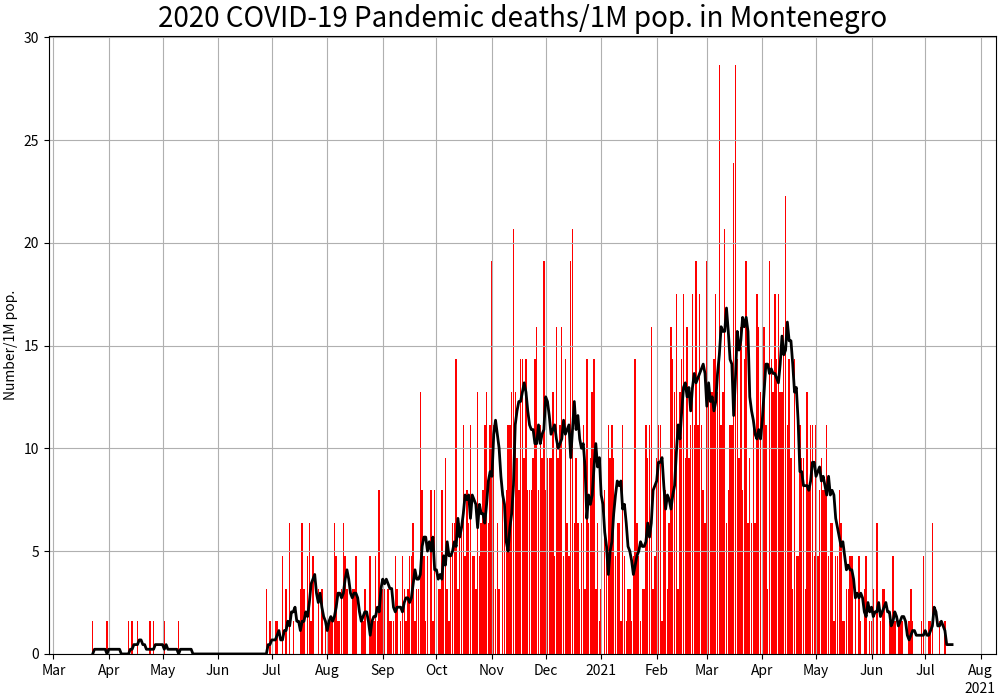 2020 COVID-19 Pandemic deaths/1M pop. in Montenegro
Number/1M pop.
30
25
20
15
10
5
0
Mar Apr May Jun Jul Aug Sep Oct Nov Dec 2021 Feb Mar Apr May Jun Jul Aug
2021